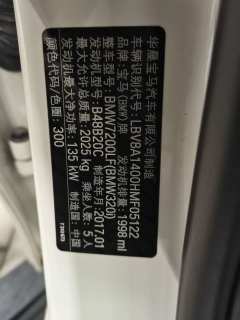 华晨宝马汽车有限公司制造
车辆识别代号: LBV8A1400HMF05122
品牌: 宝马 (BMW) 牌 发动机排量: 1998 ml
整车型号: BMW7200LF(BMW320i)
发动机型号: B48B20C 制造年月: 2017.01
最大允许总质量: 2025 kg 乘坐人数: 5 人
发动机最大净功率: 135 kW 制造国: 中国
颜色代码/色圈: 300